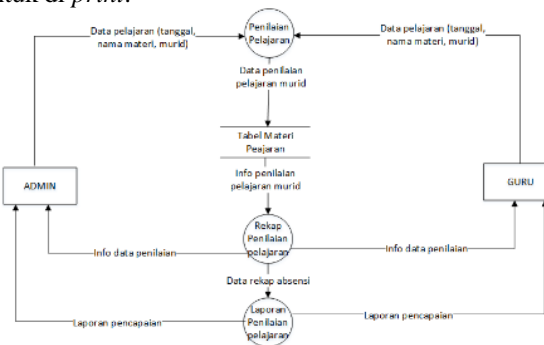 ntuk di print.
Penilaian
Pelajaran
Data pelajaran (tanggal,
nama materi, murid)
Data pelajaran (tanggal,
nama materi, murid)
Data penilaian
pelajaran murid
Tabel Materi
Peajaran
Info penilaian
pelajaran murid
ADMIN
GURU
Rekap
Penilaian
pelajaran
Info data penilaian
Info data penilaian
Data rekap absensi
Laporan
Penilaian
pelajaran
Laporan pencapaian
Laporan pencapaian